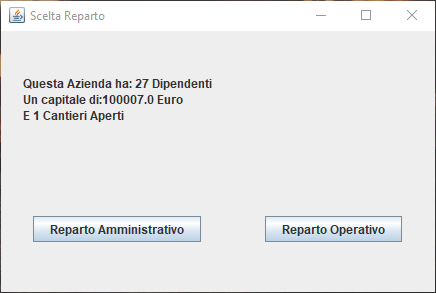 Scelta Reparto
Questa Azienda ha: 27 Dipendenti
Un capitale di:100007.0 Euro
E 1 Cantieri Aperti
Reparto Amministrativo
Reparto Operativo